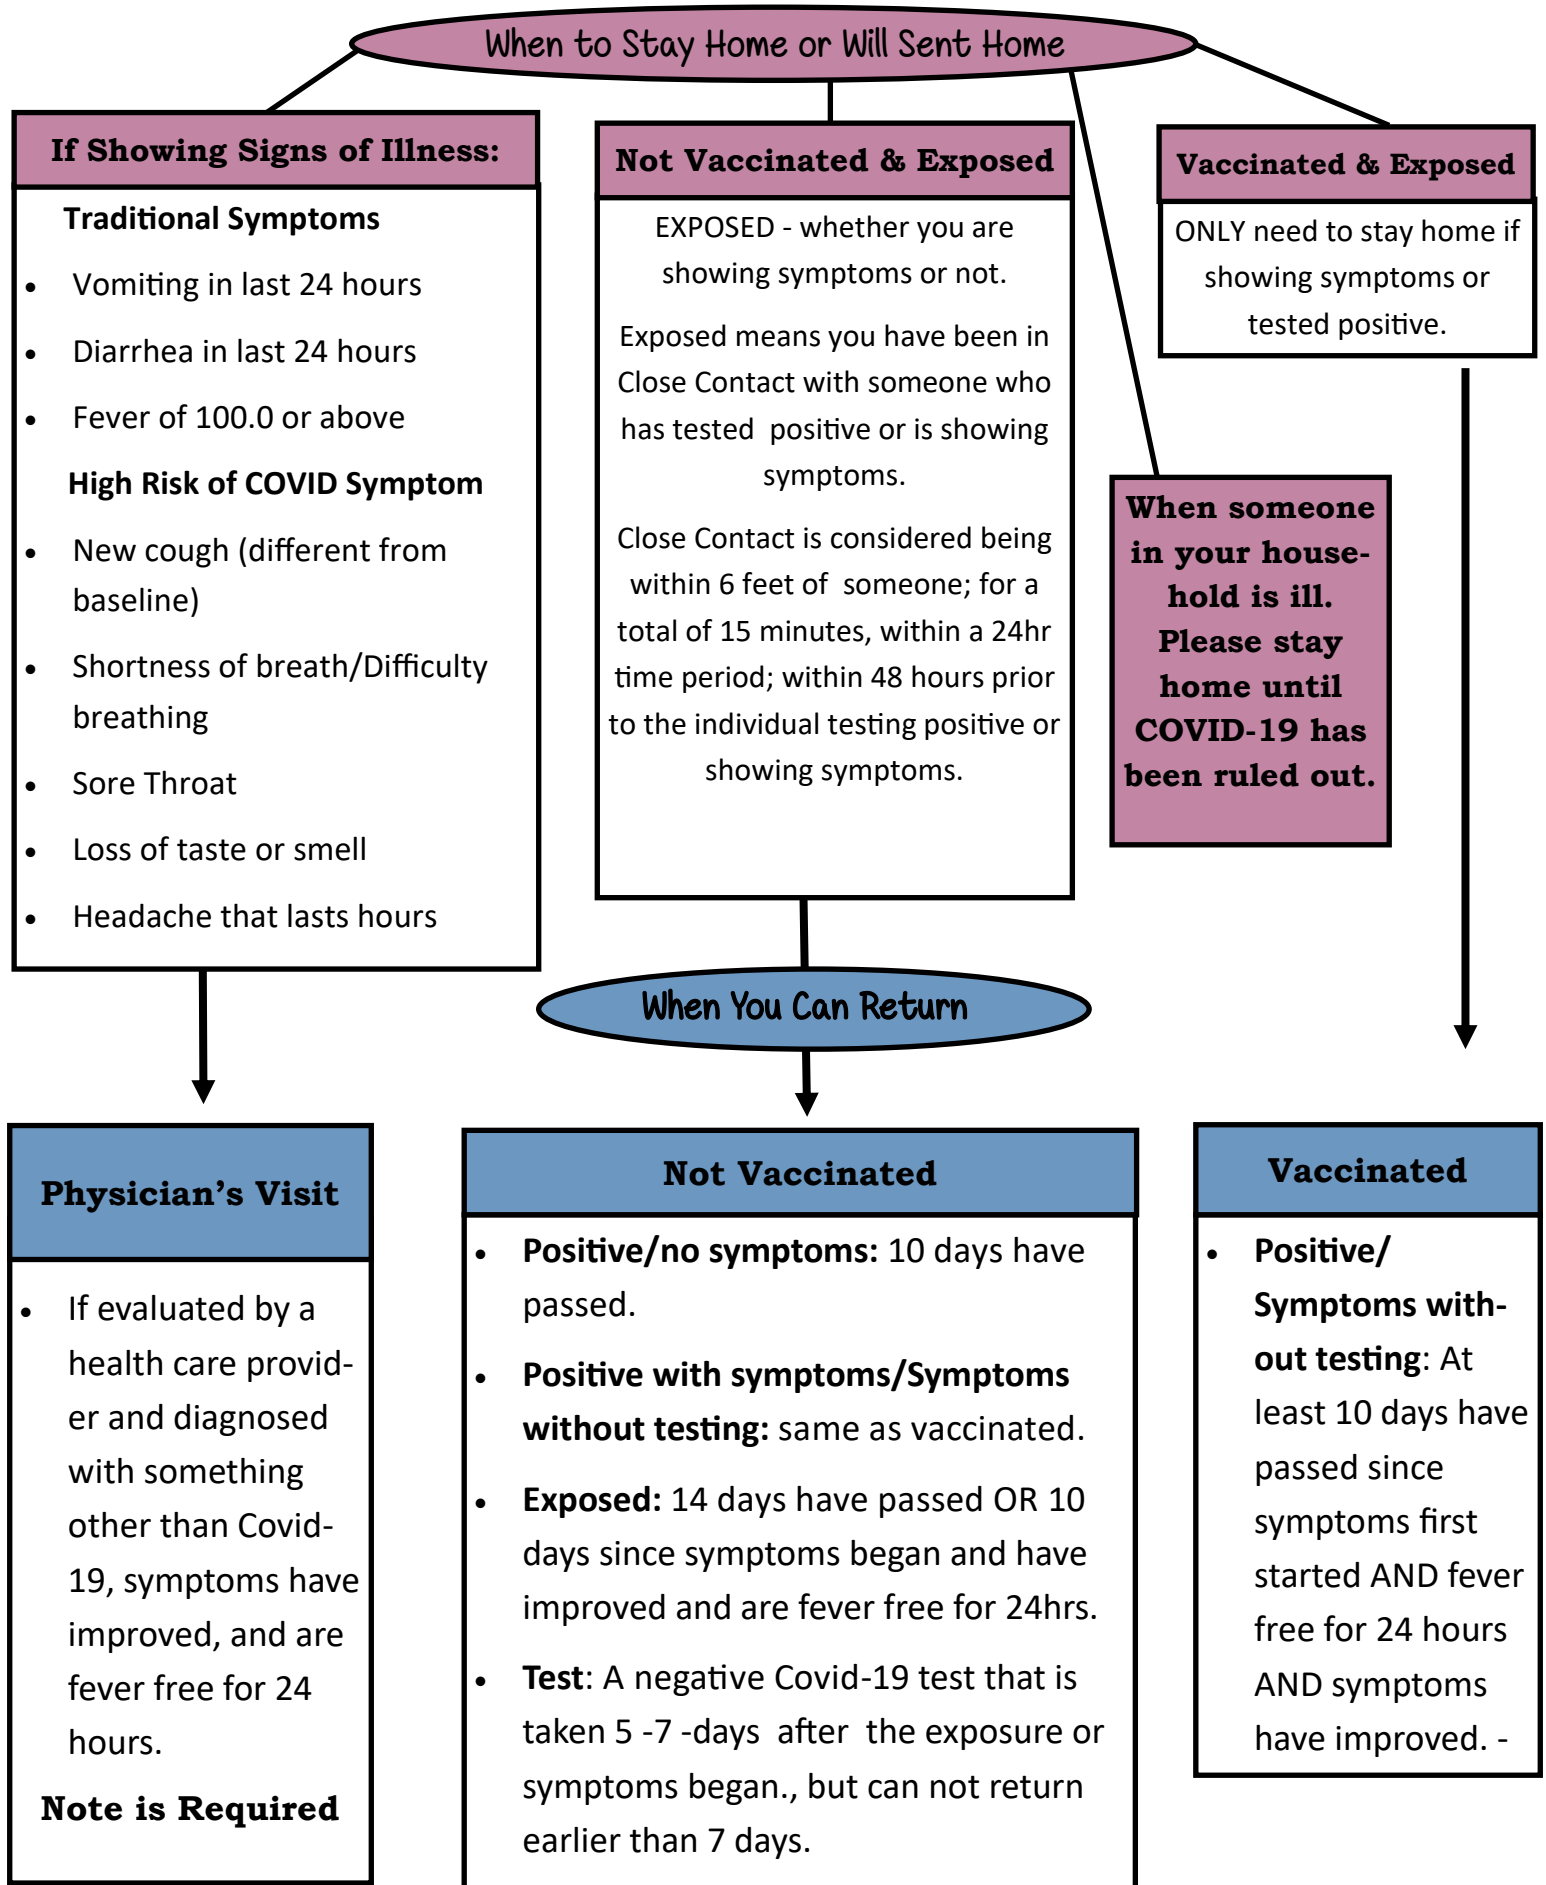 When to Stay Home or Will Sent Home
If Showing Signs of Illness:
Traditional Symptoms
• Vomiting in last 24 hours
• Diarrhea in last 24 hours
• Fever of 100.0 or above
High Risk of COVID Symptom
• New cough (different from
baseline)
• Shortness of breath/Difficulty
breathing
• Sore Throat
• Loss of taste or smell
• Headache that lasts hours
Not Vaccinated & Exposed
EXPOSED - whether you are
showing symptoms or not.
Exposed means you have been in
Close Contact with someone who
has tested  positive or is showing
symptoms.
Close Contact is considered being
within 6 feet of  someone; for a
total of 15 minutes, within a 24hr
time period; within 48 hours prior
to the individual testing positive or
showing symptoms.
Vaccinated & Exposed
ONLY need to stay home if
showing symptoms or
tested positive.
When someone
in your house-
hold is ill.
Please stay
home until
COVID-19 has
been ruled out.
When You Can Return
Physician’s Visit
• If evaluated by a
health care provid-
er and diagnosed
with something
other than Covid-
19, symptoms have
improved, and are
fever free for 24
hours.
Note is Required
Not Vaccinated
• Positive/no symptoms: 10 days have
passed.
• Positive with symptoms/Symptoms
without testing: same as vaccinated.
• Exposed: 14 days have passed OR 10
days since symptoms began and have
improved and are fever free for 24hrs.
• Test: A negative Covid-19 test that is
taken 5 -7 -days  after  the exposure or
symptoms began., but can not return
earlier than 7 days.
Vaccinated
• Positive/
Symptoms with-
out testing: At
least 10 days have
passed since
symptoms first
started AND fever
free for 24 hours
AND symptoms
have improved. -